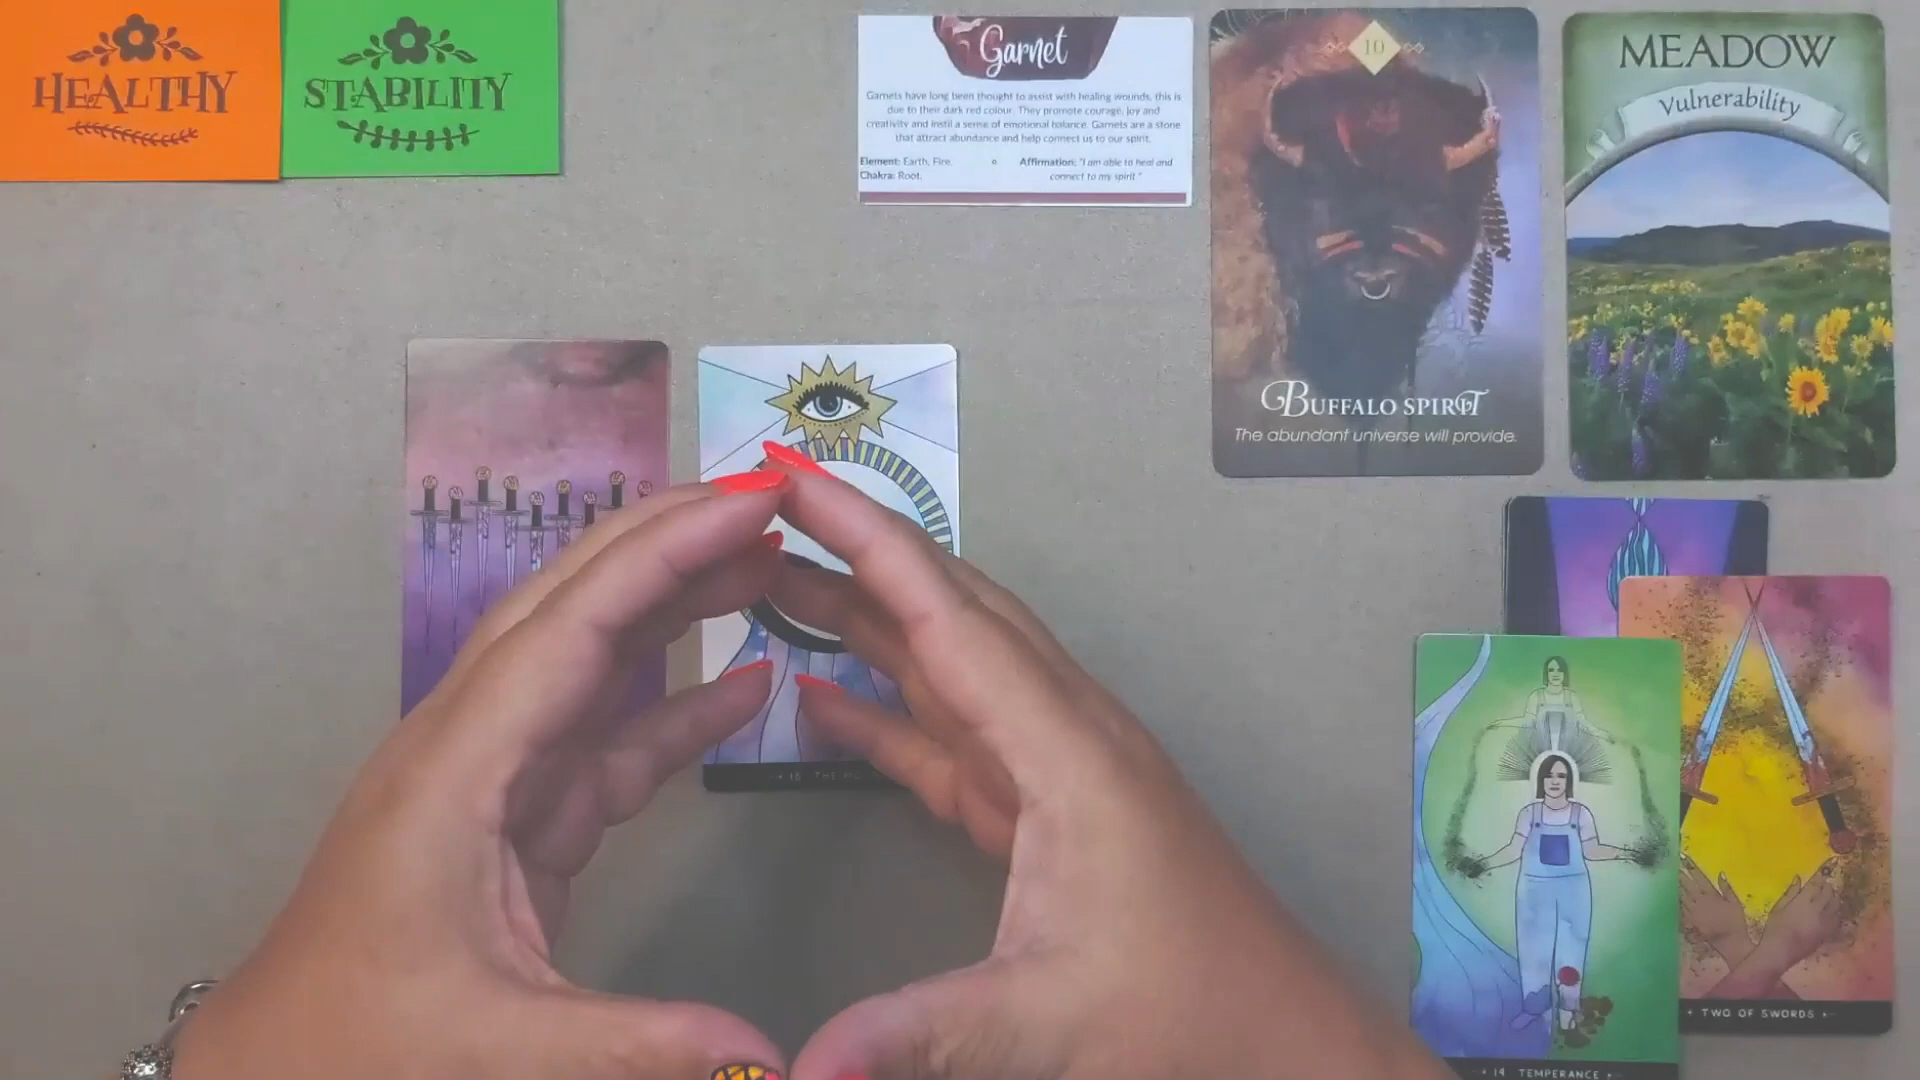 HEALTHY
STABILITY
Garnet
Garnets have long been thought to assist with healing wounds, this is
due to their dark red colour. They promote courage, joy and
creativity and instil a sense of emotional balance. Garnets are a stone
that attract abundance and help connect us to our spirit.
Element: Earth, Fire.
Chakra: Root.
Affirmation: "I am able to heal and
connect to my spirit "
10
BUFFALO SPIRIT
The abundant universe will provide.
MEADOW
Vulnerability
THE
TWO OF SWORDS
14 TEMPERANCE